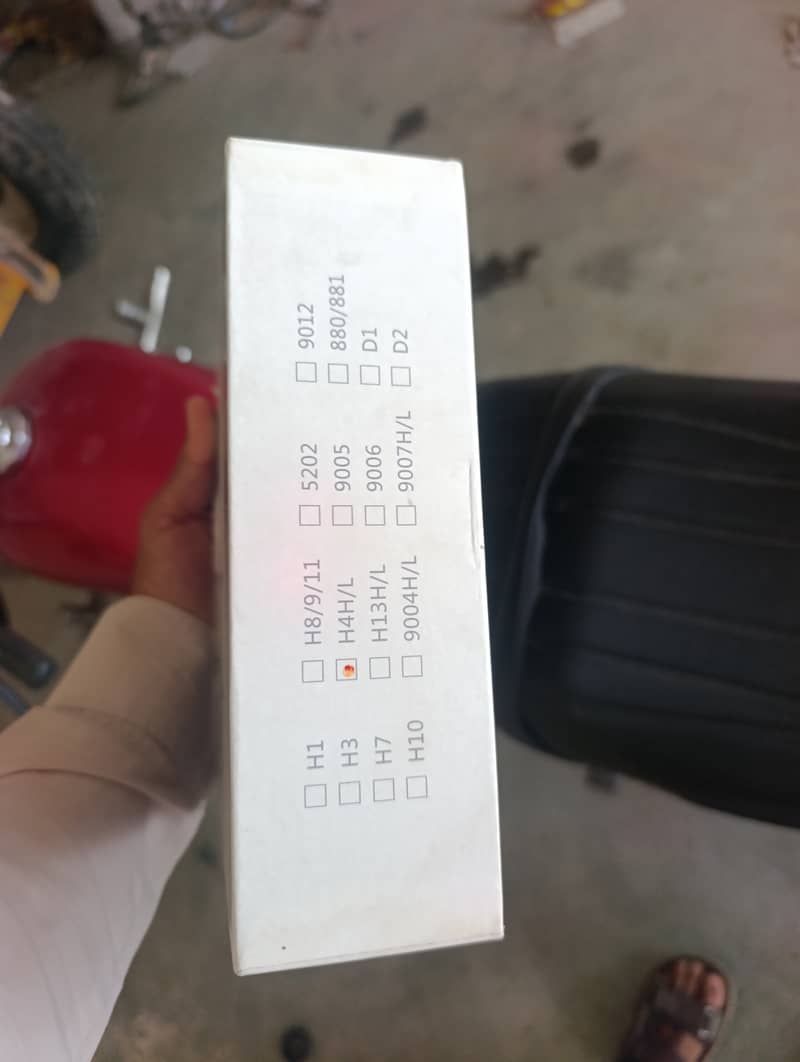 ☐ H1 ☐ H8/9/11 ☐ 5202 ☐ 9012
☐ H3 ☐ H4H/L ☐ 9005 ☐ 880/881
☐ H7 ☐ H13H/L ☐ 9006 ☐ D1
☐ H10 ☐ 9004H/L ☐ 9007H/L ☐ D2